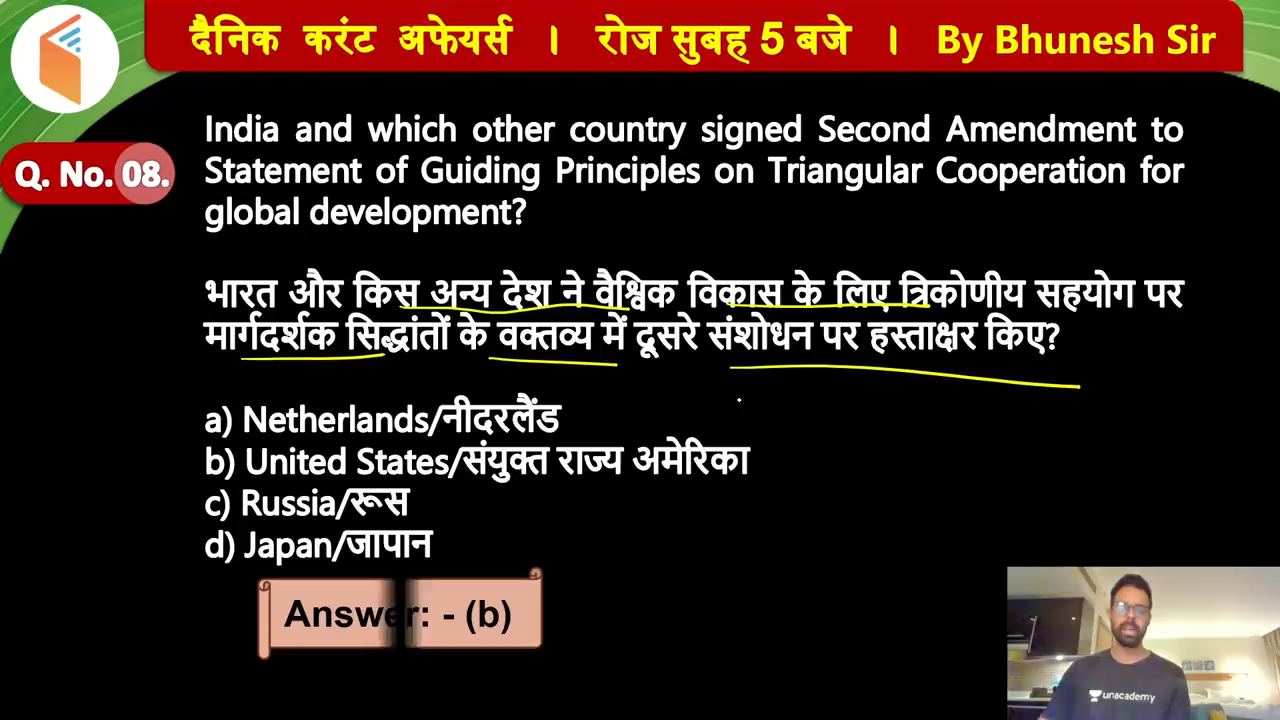 दैनिक करंट अफेयर्स । रोज सुबह 5 बजे । By Bhunesh Sir
Q. No. 08.
India and which other country signed Second Amendment to
Statement of Guiding Principles on Triangular Cooperation for
global development?
भारत और किस अन्य देश ने वैश्विक विकास के लिए त्रिकोणीय सहयोग पर
मार्गदर्शक सिद्धांतों के वक्तव्य में दूसरे संशोधन पर हस्ताक्षर किए?
a) Netherlands/नीदरलैंड
b) United States/संयुक्त राज्य अमेरिका
c) Russia/रूस
d) Japan/जापान
Answer: - (b)
unacademy